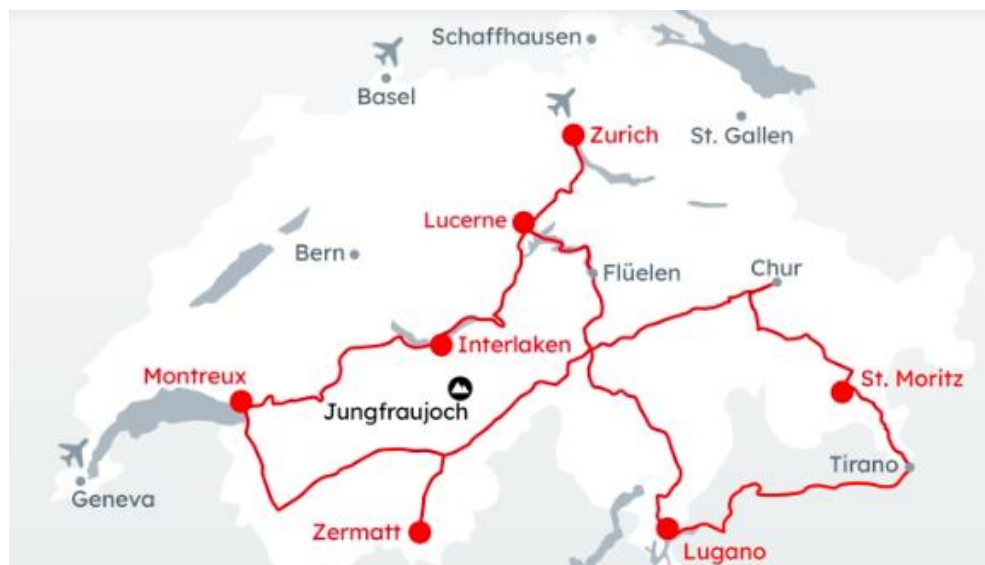 Schaffhausen
Basel
Zurich
St. Gallen
Lucerne
Bern
Flüelen
Chur
Interlaken
Montreux
St. Moritz
Jungfraujoch
Tirano
Geneva
Zermatt
Lugano